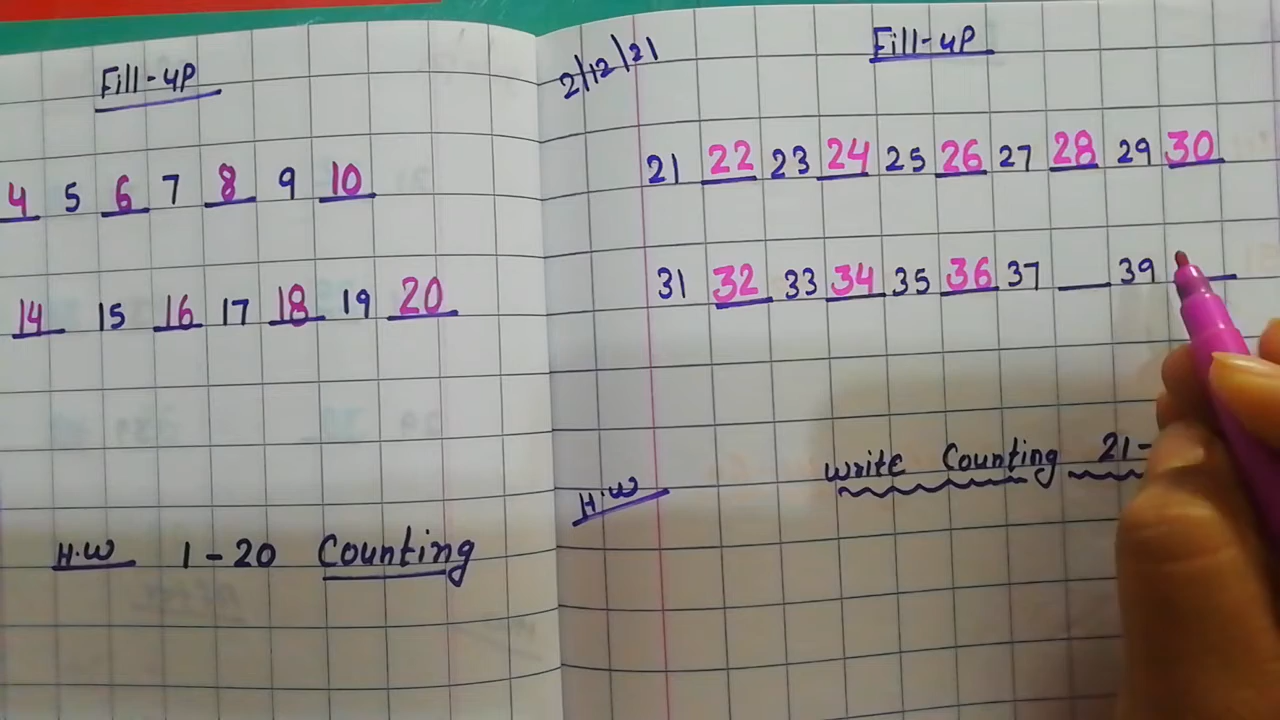 Fill-up
4 5 6 7 8 9 10
14 15 16 17 18 19 20
H.W 1-20 Counting
2/12/21
Fill-up
21 22 23 24 25 26 27 28 29 30
31 32 33 34 35 36 37 __ 39 __
H.W
Write Counting 21-